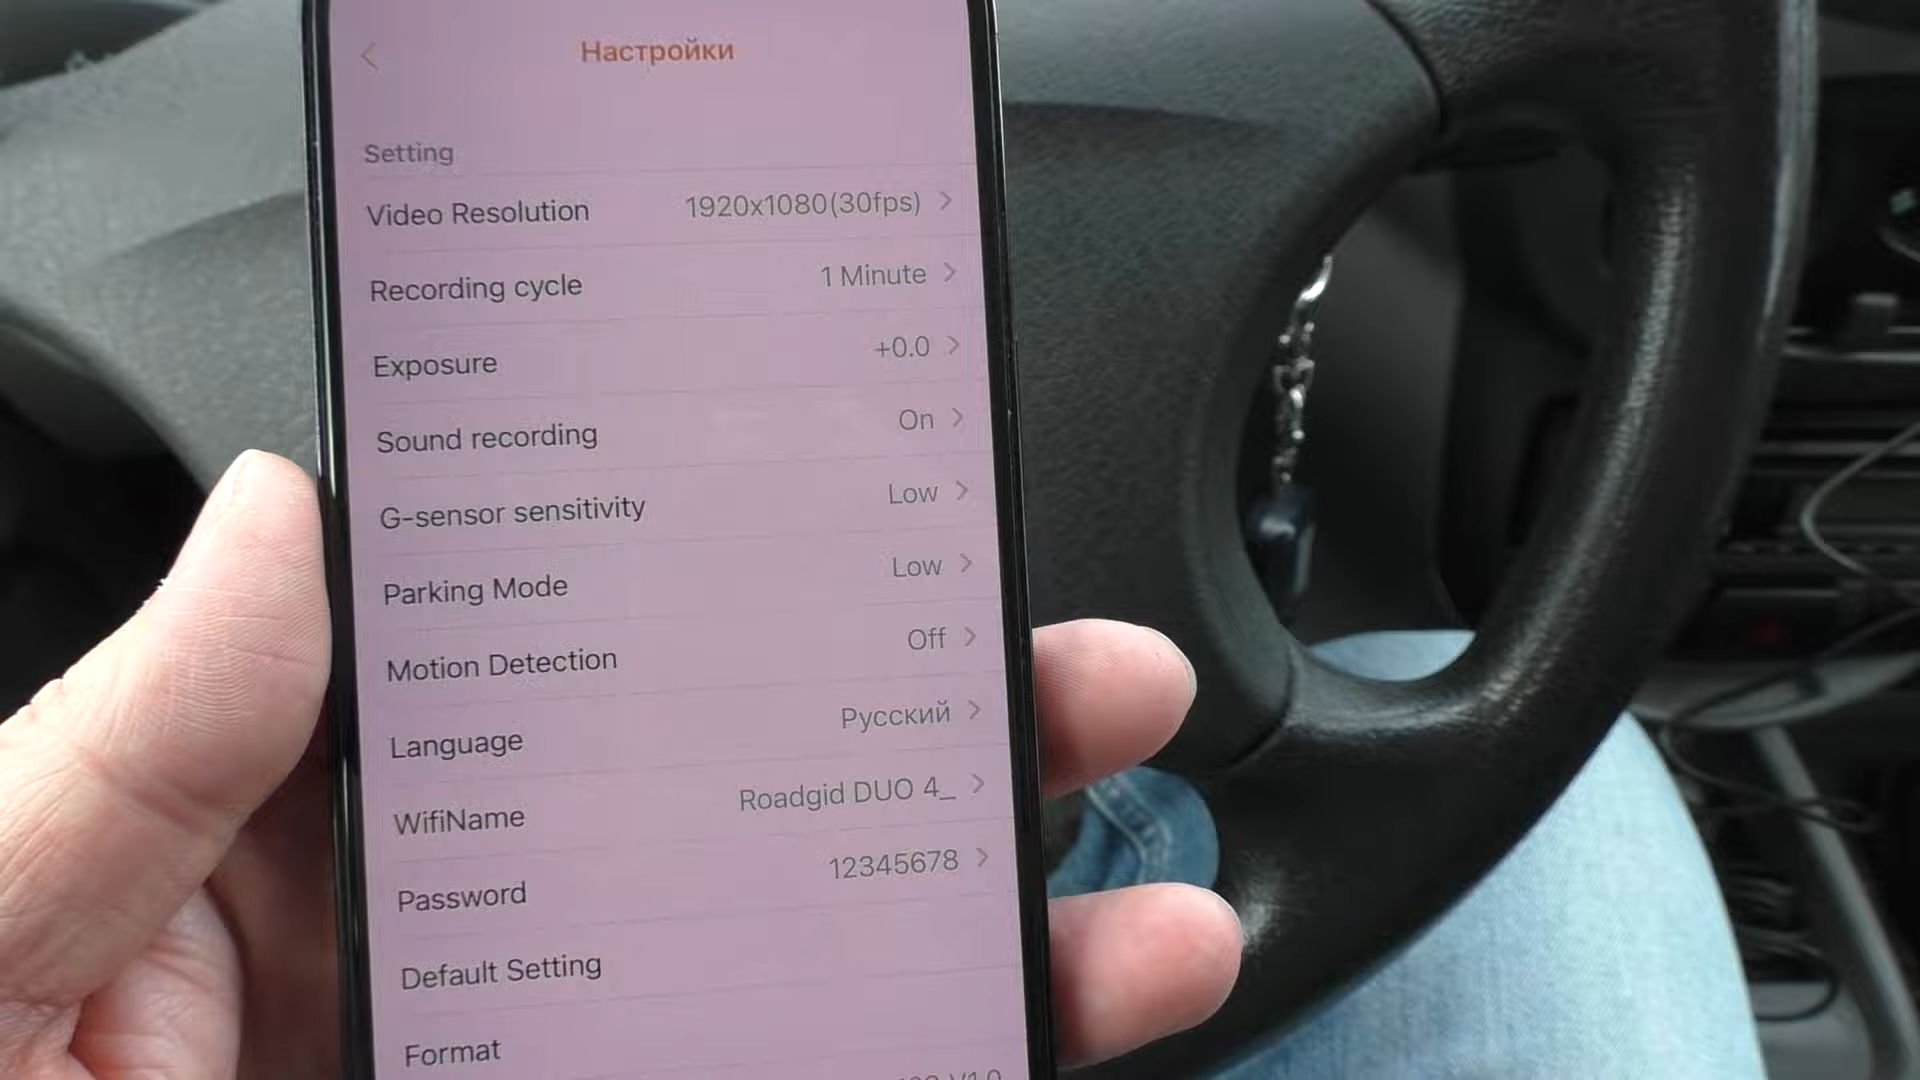 Настройки
Setting
Video Resolution 1920x1080(30fps)
Recording cycle 1 Minute
Exposure +0.0
Sound recording On
G-sensor sensitivity Low
Parking Mode Low
Motion Detection Off
Language Русский
WifiName Roadgid DUO 4_
Password 12345678
Default Setting
Format